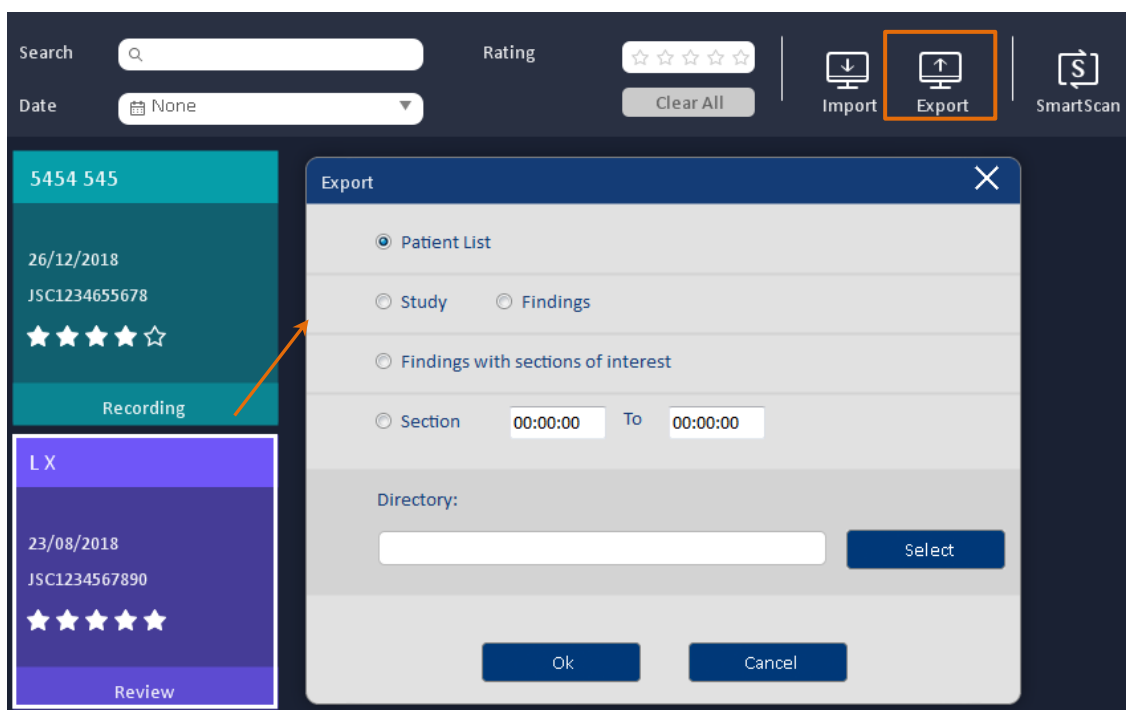 Search
Rating
Date
None
Clear All
Import
Export
SmartScan
5454 545
26/12/2018
JSC1234655678
Recording
L X
23/08/2018
JSC1234567890
Review
Export
Patient List
Study Findings
Findings with sections of interest
Section 00:00:00 To 00:00:00
Directory:
Select
Ok Cancel